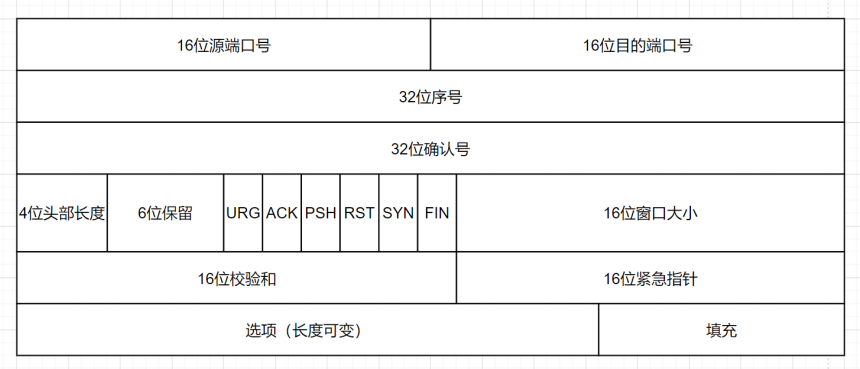 16位源端口号 16位目的端口号
32位序号
32位确认号
4位头部长度 6位保留 URG ACK PSH RST SYN FIN 16位窗口大小
16位校验和 16位紧急指针
选项（长度可变） 填充